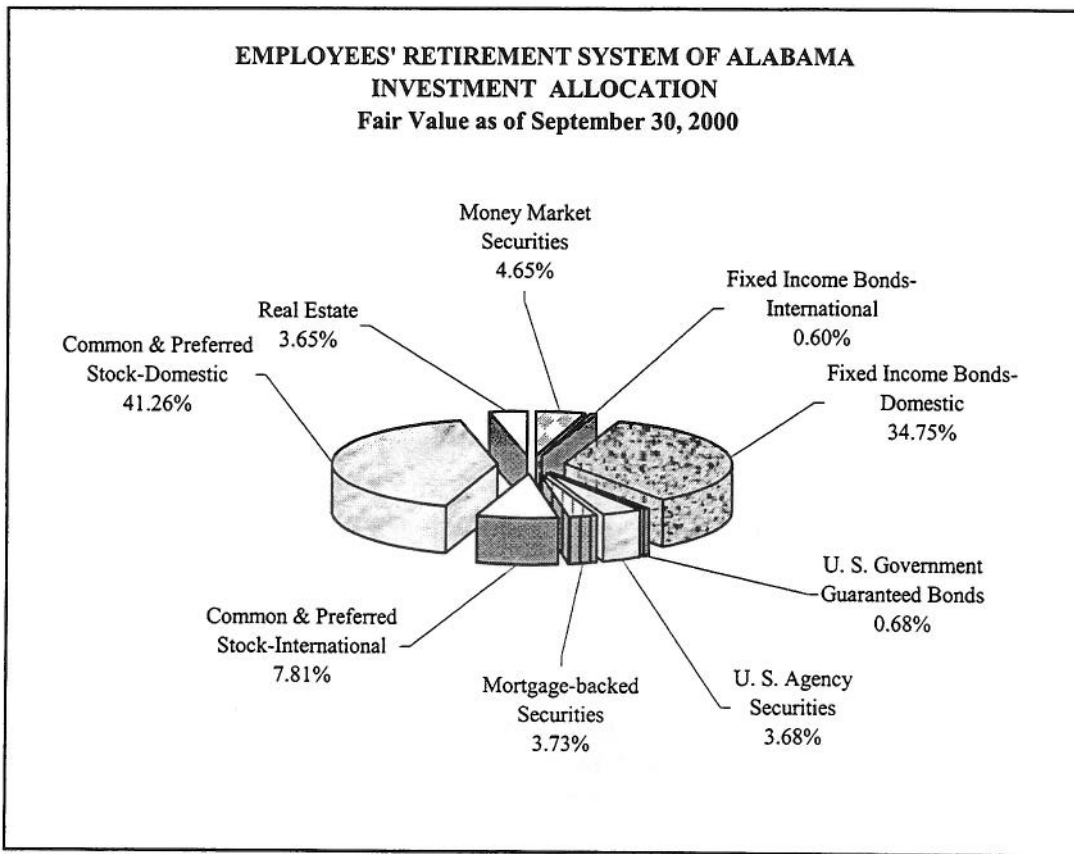 EMPLOYEES' RETIREMENT SYSTEM OF ALABAMA
INVESTMENT ALLOCATION
Fair Value as of September 30, 2000
Money Market
Securities
4.65%
Fixed Income Bonds-
International
0.60%
Real Estate
3.65%
Common & Preferred
Stock-Domestic
41.26%
Fixed Income Bonds-
Domestic
34.75%
U. S. Government
Guaranteed Bonds
0.68%
Common & Preferred
Stock-International
7.81%
Mortgage-backed
Securities
3.73%
U. S. Agency
Securities
3.68%